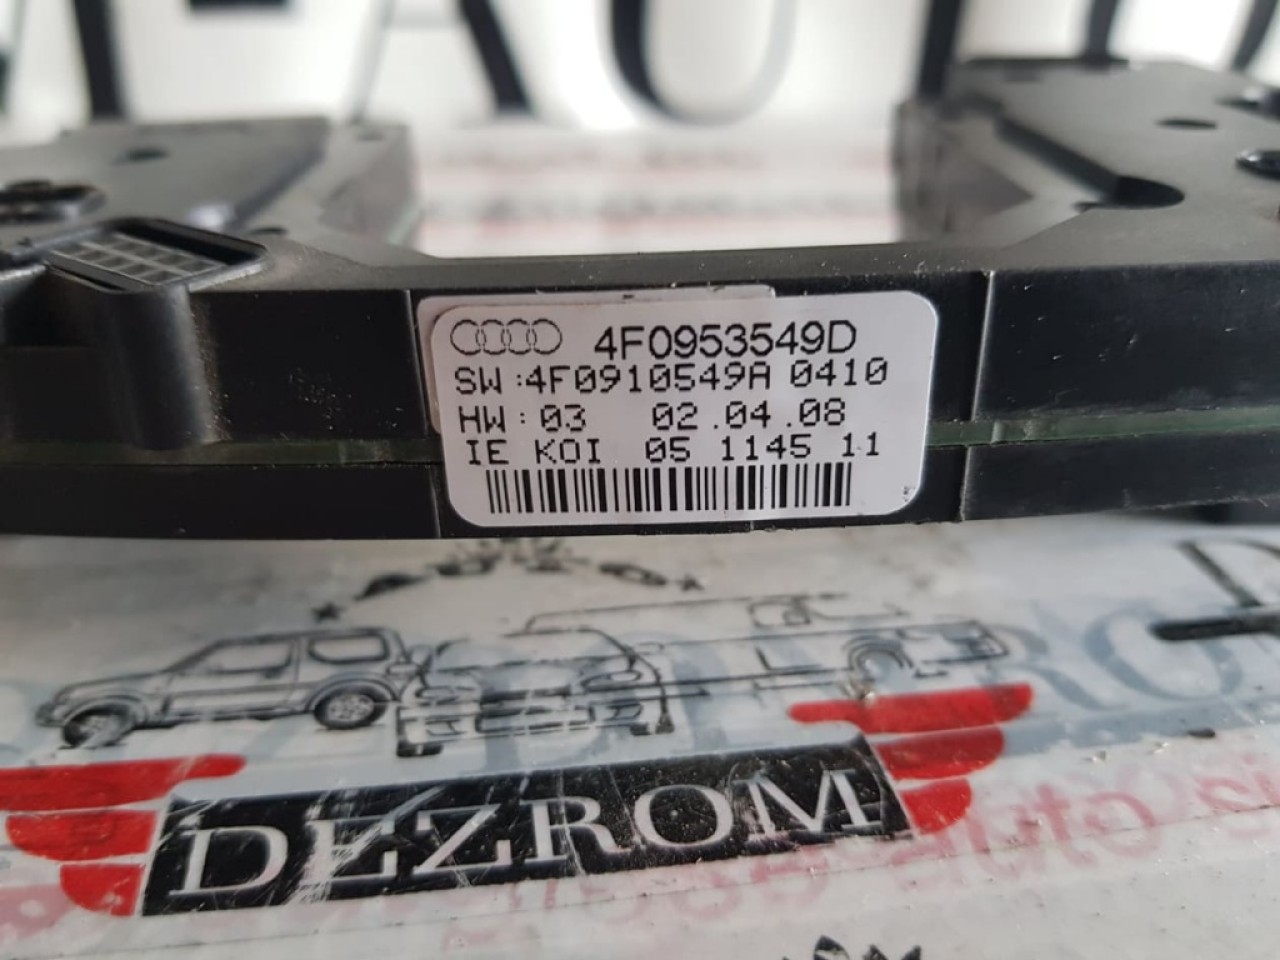 4F0953549D
SW:4F0910549A 0410
HW:03 02.04.08
IE KOI 05 1145 11
DEZROM